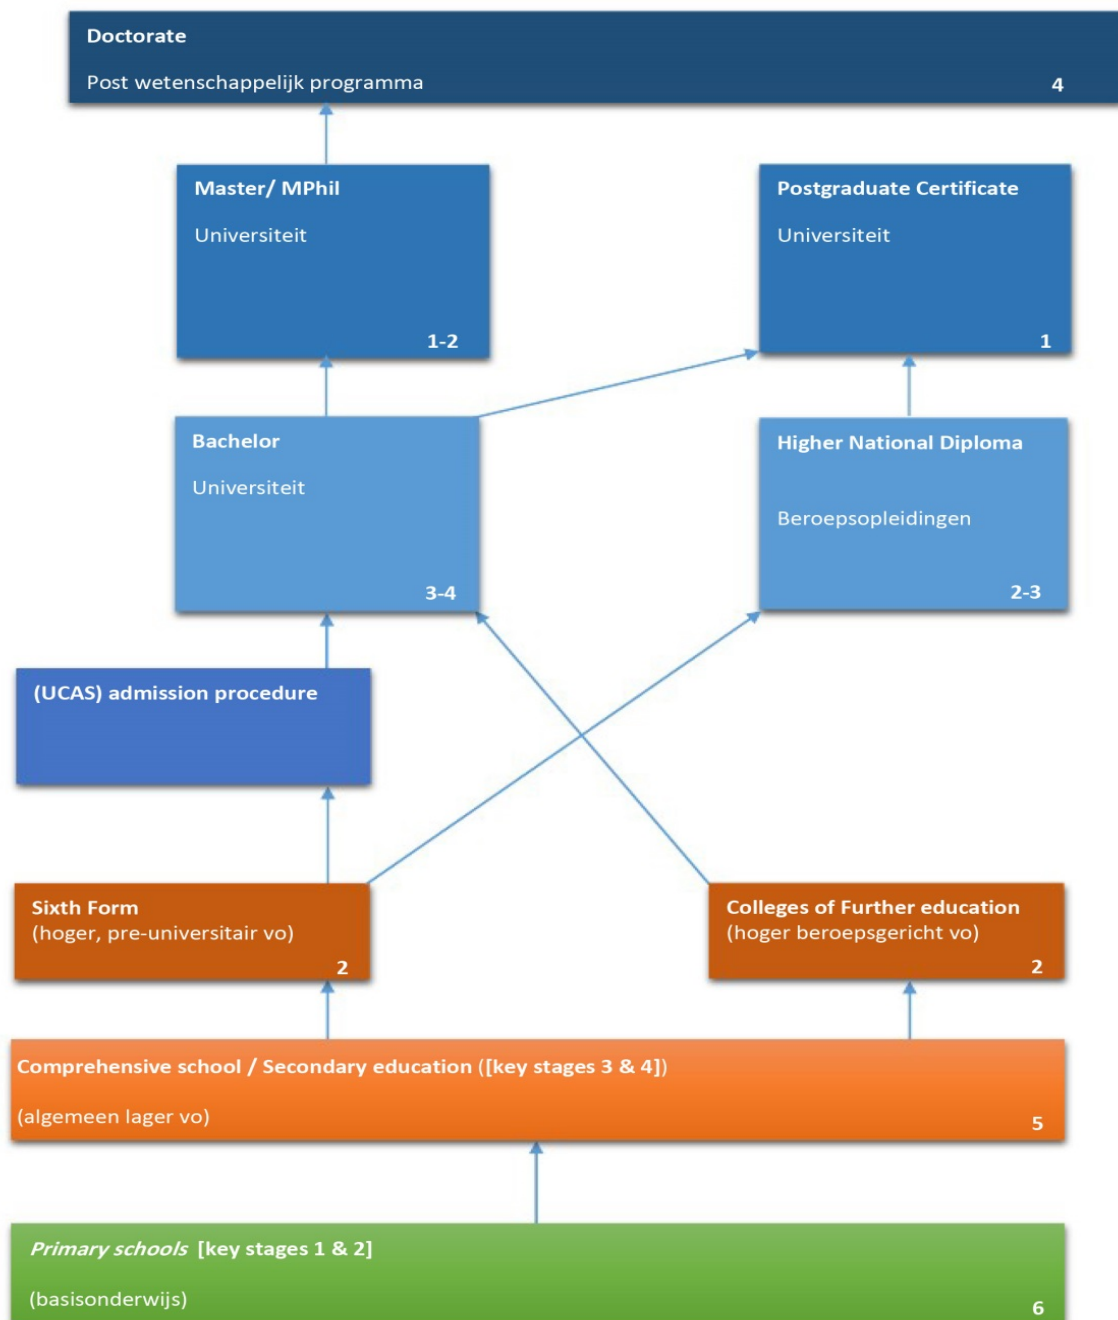 Doctorate
Post wetenschappelijk programma
4
Master/ MPhil
Universiteit
1-2
Postgraduate Certificate
Universiteit
1
Bachelor
Universiteit
3-4
Higher National Diploma
Beroepsopleidingen
2-3
(UCAS) admission procedure
Sixth Form
(hoger, pre-universitair vo)
2
Colleges of Further education
(hoger beroepsgericht vo)
2
Comprehensive school / Secondary education ([key stages 3 & 4])
(algemeen lager vo)
5
Primary schools [key stages 1 & 2]
(basisonderwijs)
6